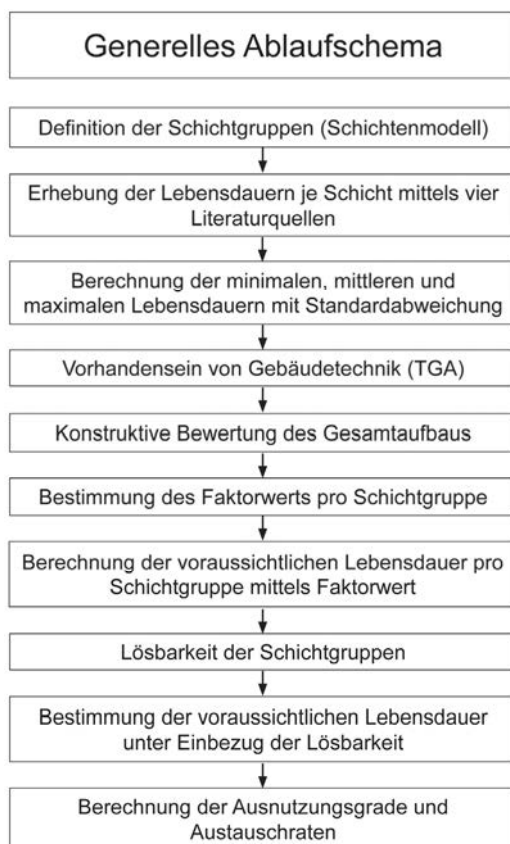 Generelles Ablaufschema
Definition der Schichtgruppen (Schichtenmodell)
Erhebung der Lebensdauern je Schicht mittels vier
Literaturquellen
Berechnung der minimalen, mittleren und
maximalen Lebensdauern mit Standardabweichung
Vorhandensein von Gebäudetechnik (TGA)
Konstruktive Bewertung des Gesamtaufbaus
Bestimmung des Faktorwerts pro Schichtgruppe
Berechnung der voraussichtlichen Lebensdauer pro
Schichtgruppe mittels Faktorwert
Lösbarkeit der Schichtgruppen
Bestimmung der voraussichtlichen Lebensdauer
unter Einbezug der Lösbarkeit
Berechnung der Ausnutzungsgrade und
Austauschraten